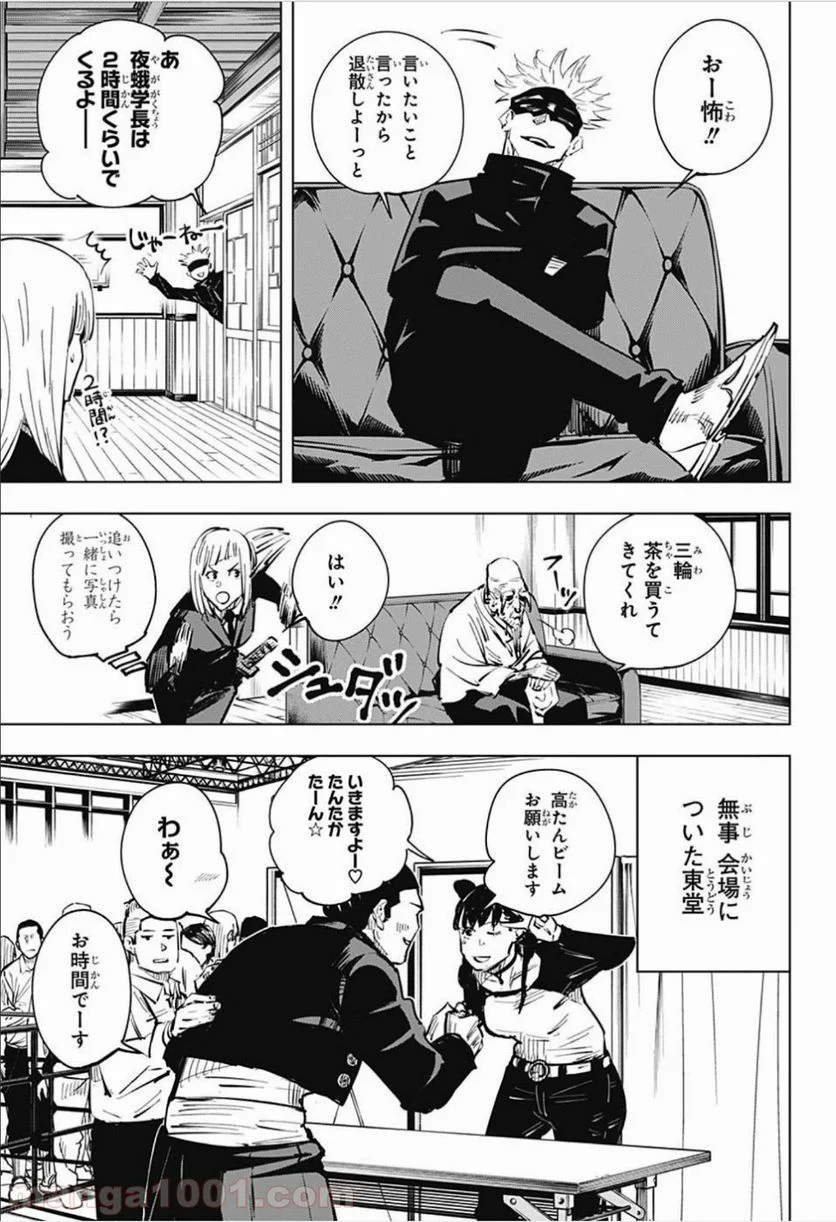 おー怖!!
言いたいこと
言ったから
退散しよーっと
あ
夜蛾学長は
2時間くらいで
くるよ――
じゃーねー
2時間!?
三輪
茶を買うて
きてくれ
はい!!
シュダッ
追いつけたら
一緒に写真
撮ってもらおう
無事 会場に
ついた東堂
高たんビーム
お願いします
いきますよー♡
たんたか
たーん☆
わぁ〜
お時間でーす
manga1001.com